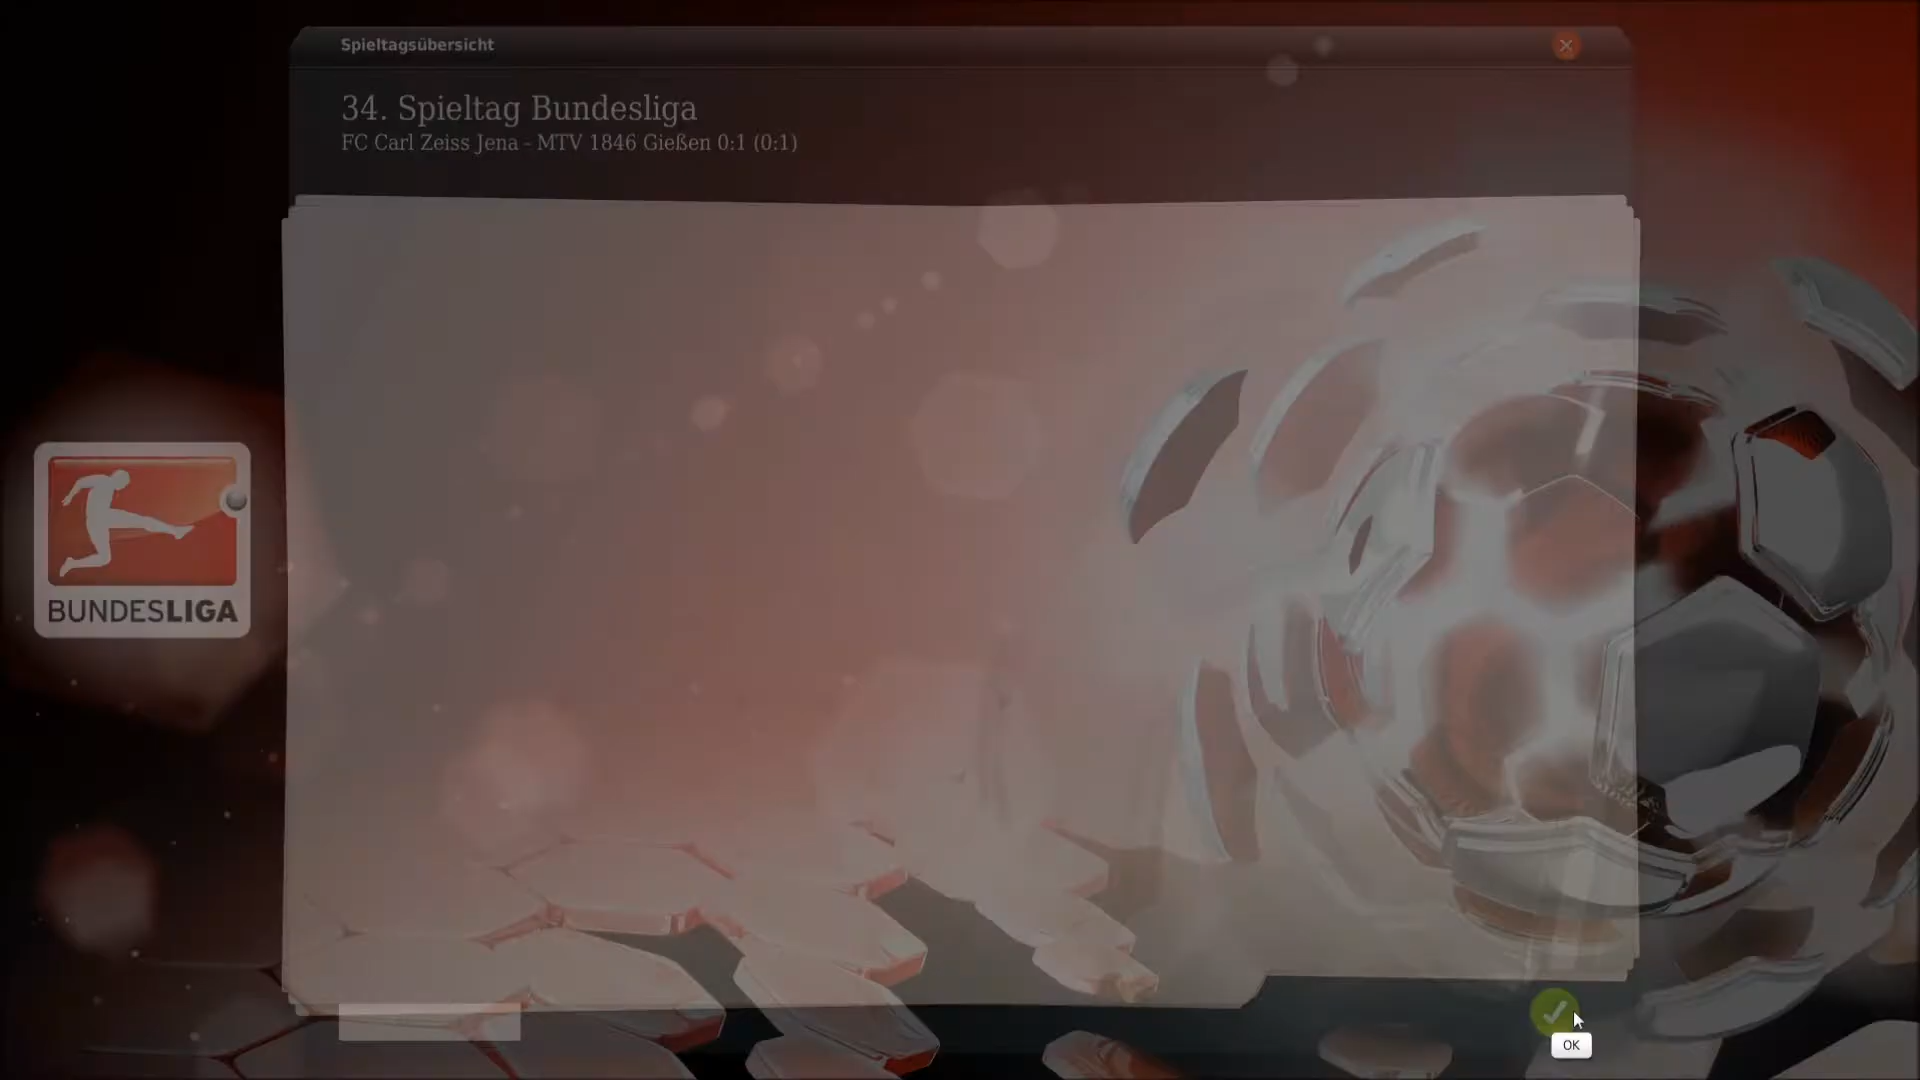 Spieltagsübersicht
34. Spieltag Bundesliga
FC Carl Zeiss Jena - MTV 1846 Gießen 0:1 (0:1)
BUNDESLIGA
OK